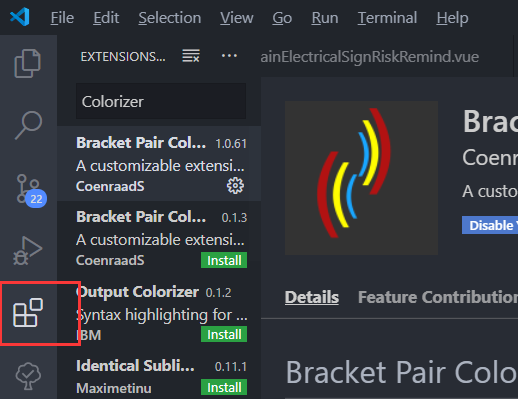 File Edit Selection View Go Run Terminal Help
EXTENSIONS... ... ainElectricalSignRiskRemind.vue
Colorizer
Bracket Pair Col... 1.0.61
A customizable extensi...
CoenraadS
Bracket Pair Col... 0.1.3
A customizable extensi...
CoenraadS Install
Output Colorizer 0.1.2
Syntax highlighting for ...
IBM Install
Identical Subli... 0.11.1
Maximetinu Install
22
Brac
Coenr
A custo
Disable
Details Feature Contribution
Bracket Pair Colo